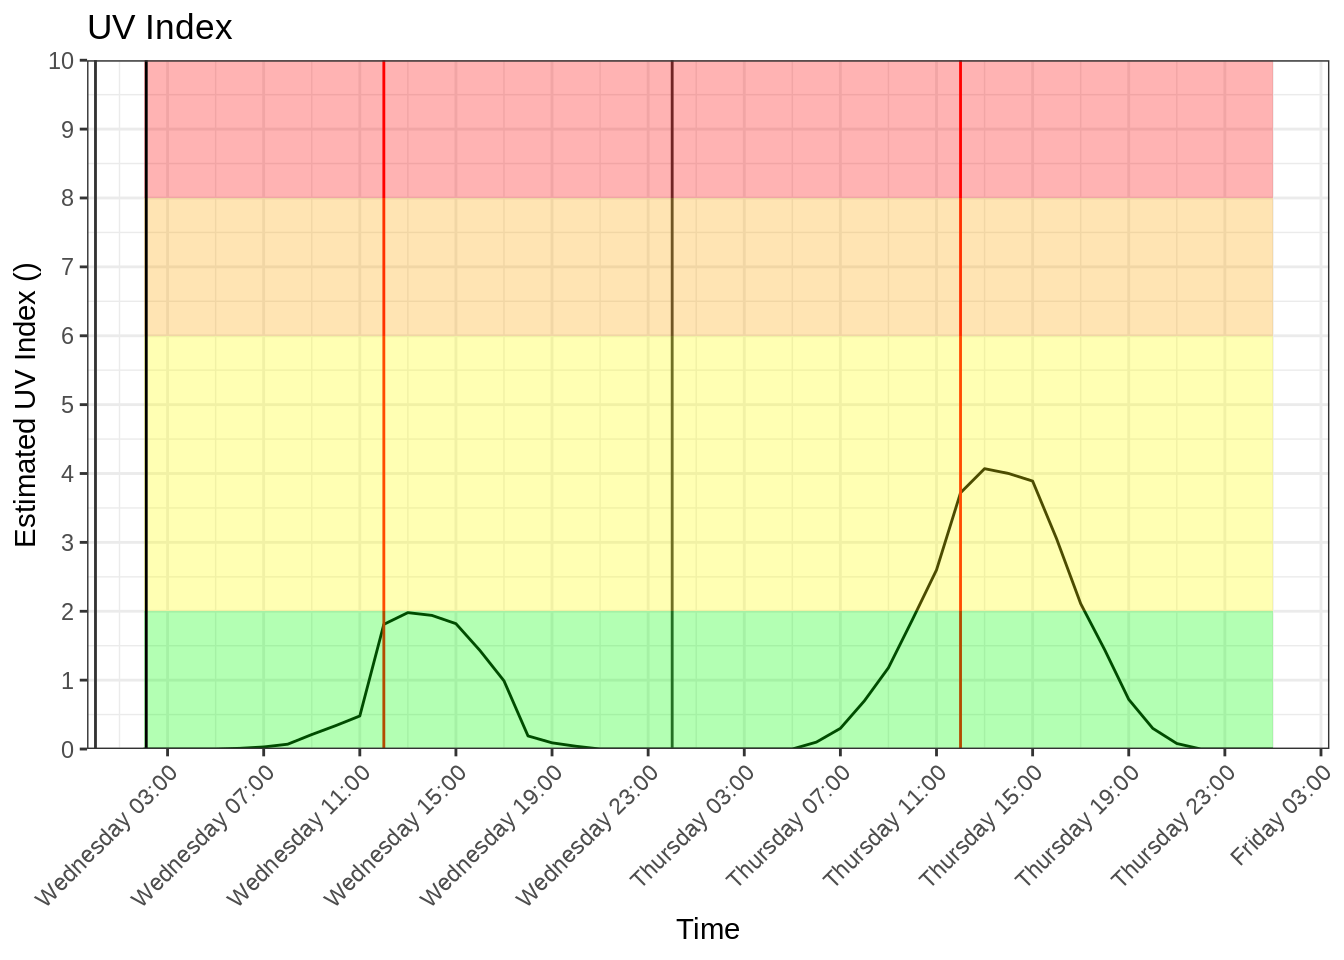 UV Index
Estimated UV Index ()
10
9
8
7
6
5
4
3
2
1
0
Wednesday 03:00
Wednesday 07:00
Wednesday 11:00
Wednesday 15:00
Wednesday 19:00
Wednesday 23:00
Thursday 03:00
Thursday 07:00
Thursday 11:00
Thursday 15:00
Thursday 19:00
Thursday 23:00
Friday 03:00
Time